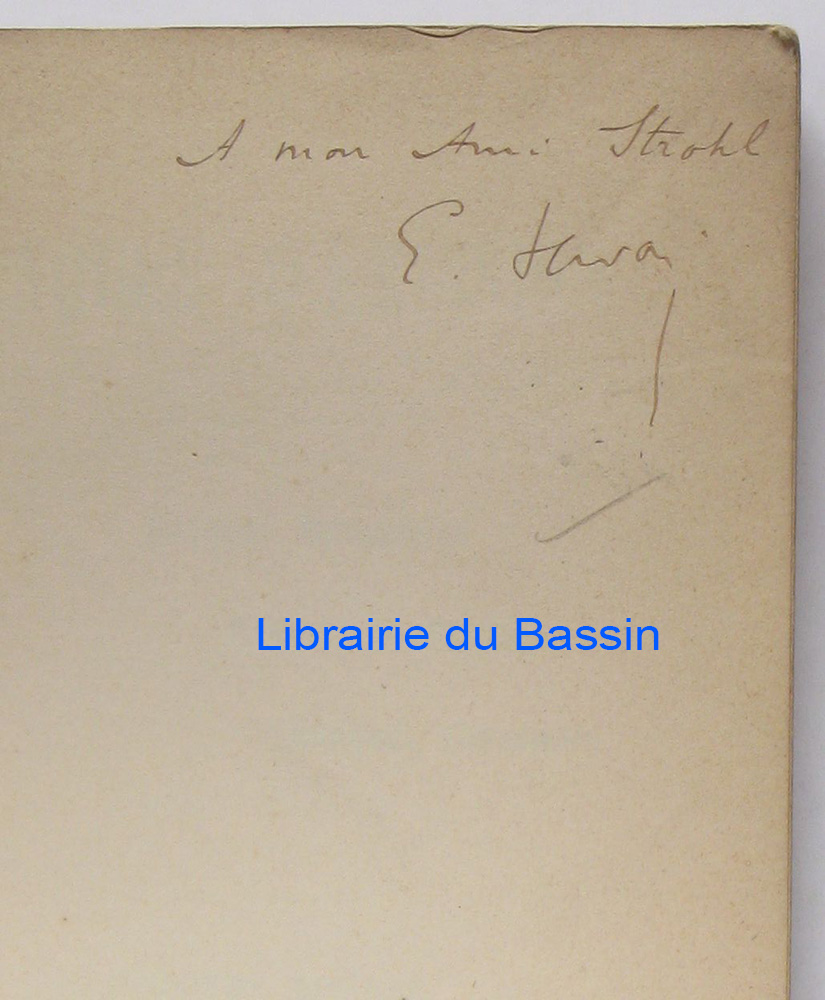 A mon Ami Strohl
E.
Librairie du Bassin